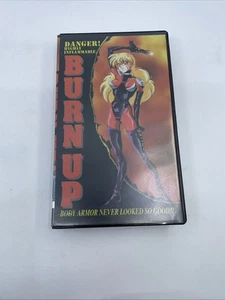 DANGER!
HIGHLY
INFLAMMABLE
BURN UP
BODY ARMOR NEVER LOOKED SO GOOD!!